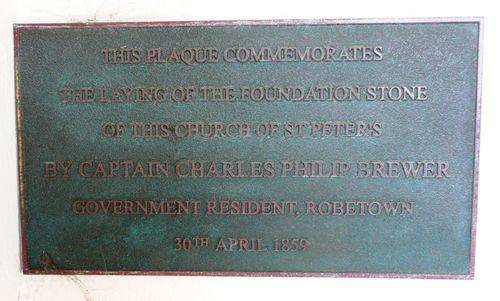 THIS PLAQUE COMMEMORATES
THE LAYING OF THE FOUNDATION STONE
OF THIS CHURCH OF ST PETER'S
BY CAPTAIN CHARLES PHILIP BREWER
GOVERNMENT RESIDENT, ROBETOWN
30TH APRIL 1859